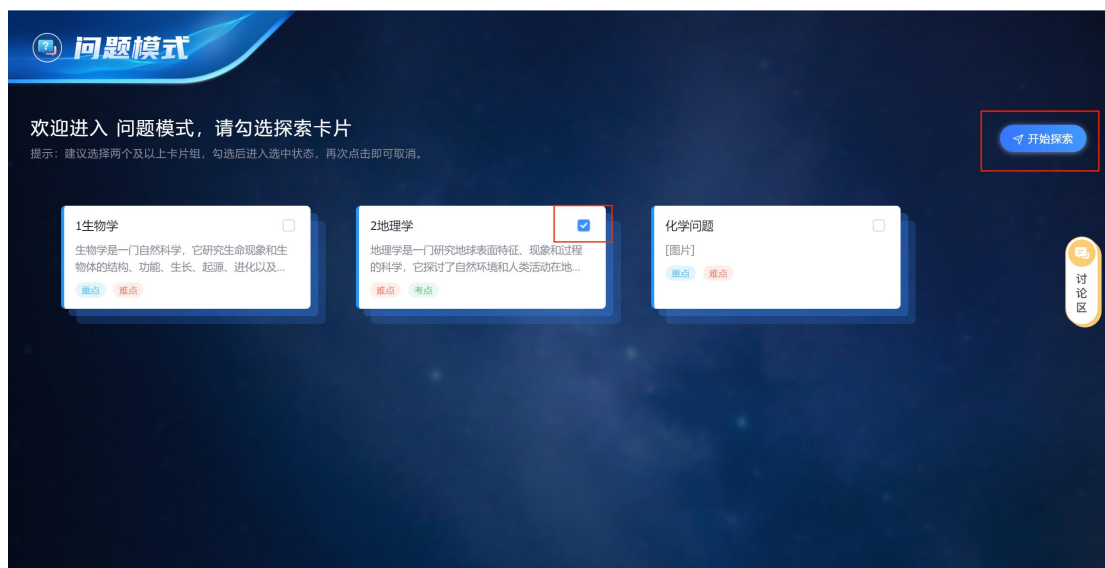 问题模式
欢迎进入 问题模式，请勾选探索卡片
提示：建议选择两个及以上卡片组，勾选后进入选中状态，再次点击即可取消。
开始探索
1生物学
生物学是一门自然科学，它研究生命现象和生
物体的结构、功能、生长、起源、进化以及...
重点 难点
2地理学
地理学是一门研究地球表面特征、现象和过程
的科学，它探讨了自然环境和人类活动在地...
难点 考点
化学问题
[图片]
重点 难点
讨
论
区